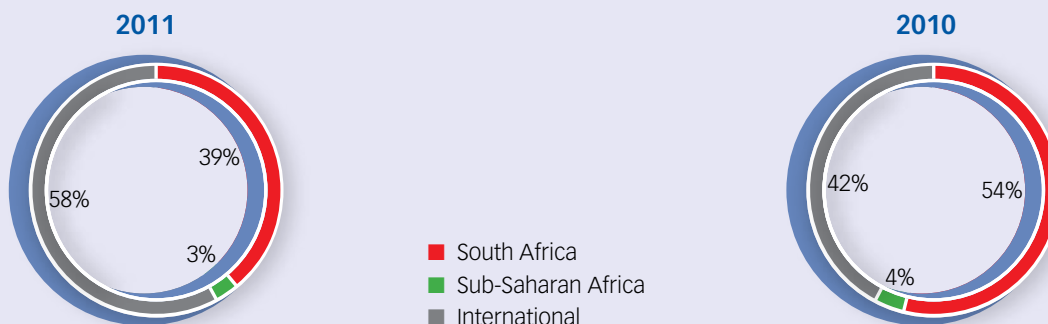 2011
2010
39%
58%
3%
South Africa
Sub-Saharan Africa
International
42%
54%
4%